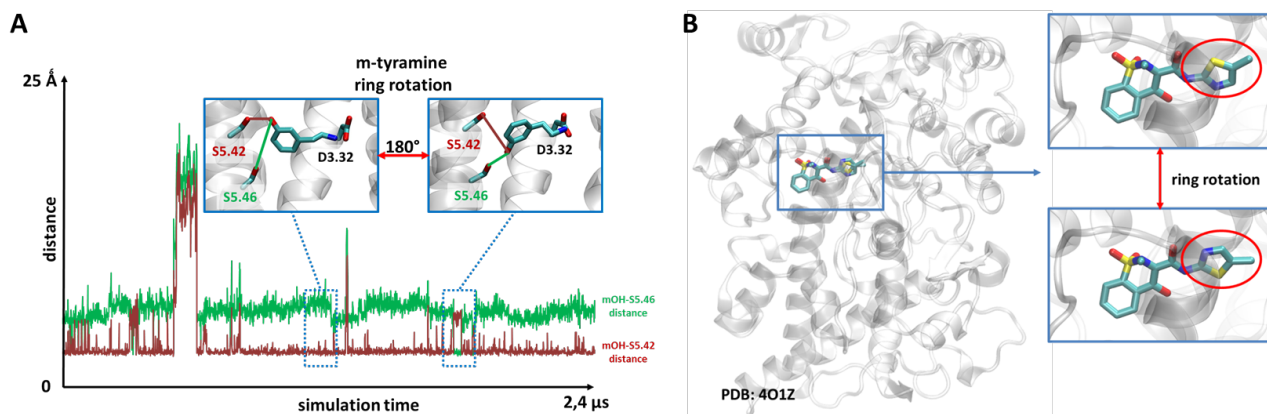 A
25 Å
m-tyramine
ring rotation
S5.42
S5.46
D3.32
180°
S5.42
S5.46
D3.32
distance
mOH-S5.46
distance
mOH-S5.42
distance
0
simulation time
2,4 µs
B
ring rotation
PDB: 4O1Z